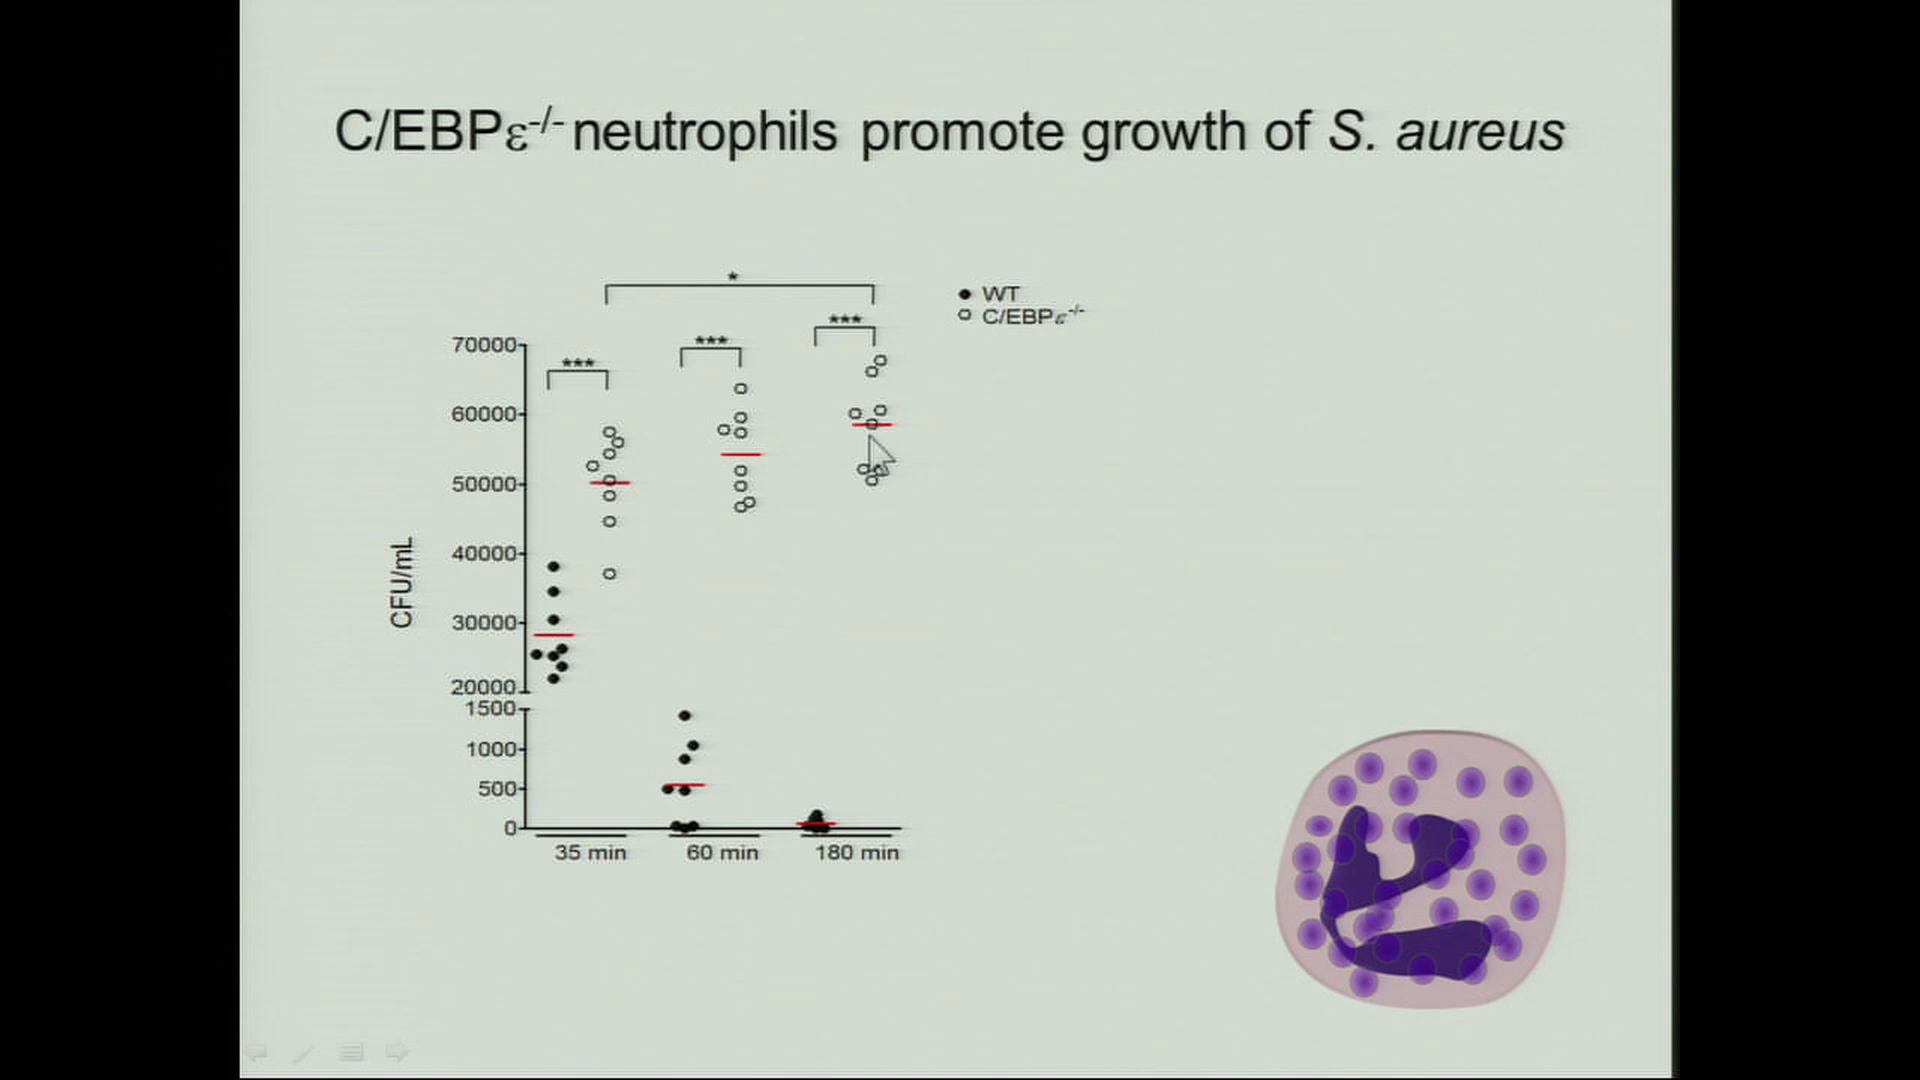 C/EBPε-/- neutrophils promote growth of S. aureus
*
***
***
***
WT
C/EBPε-/-
70000
60000
50000
40000
30000
20000
1500
1000
500
0
CFU/mL
35 min
60 min
180 min